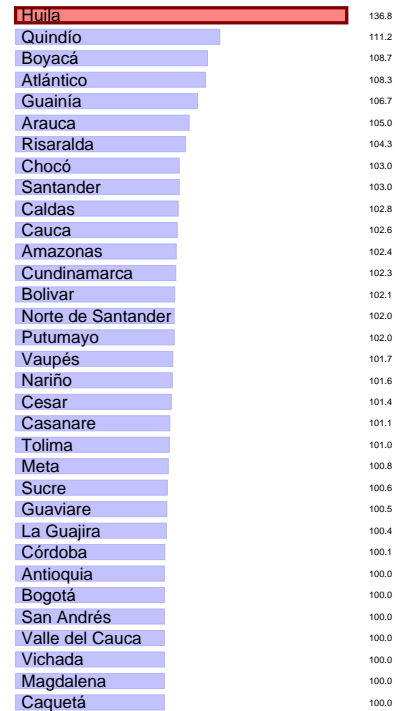 Huila 136.8
Quindío 111.2
Boyacá 108.7
Atlántico 108.3
Guainía 106.7
Arauca 105.0
Risaralda 104.3
Chocó 103.0
Santander 103.0
Caldas 102.8
Cauca 102.6
Amazonas 102.4
Cundinamarca 102.3
Bolivar 102.1
Norte de Santander 102.0
Putumayo 102.0
Vaupés 101.7
Nariño 101.6
Cesar 101.4
Casanare 101.1
Tolima 101.0
Meta 100.8
Sucre 100.6
Guaviare 100.5
La Guajira 100.4
Córdoba 100.1
Antioquia 100.0
Bogotá 100.0
San Andrés 100.0
Valle del Cauca 100.0
Vichada 100.0
Magdalena 100.0
Caquetá 100.0